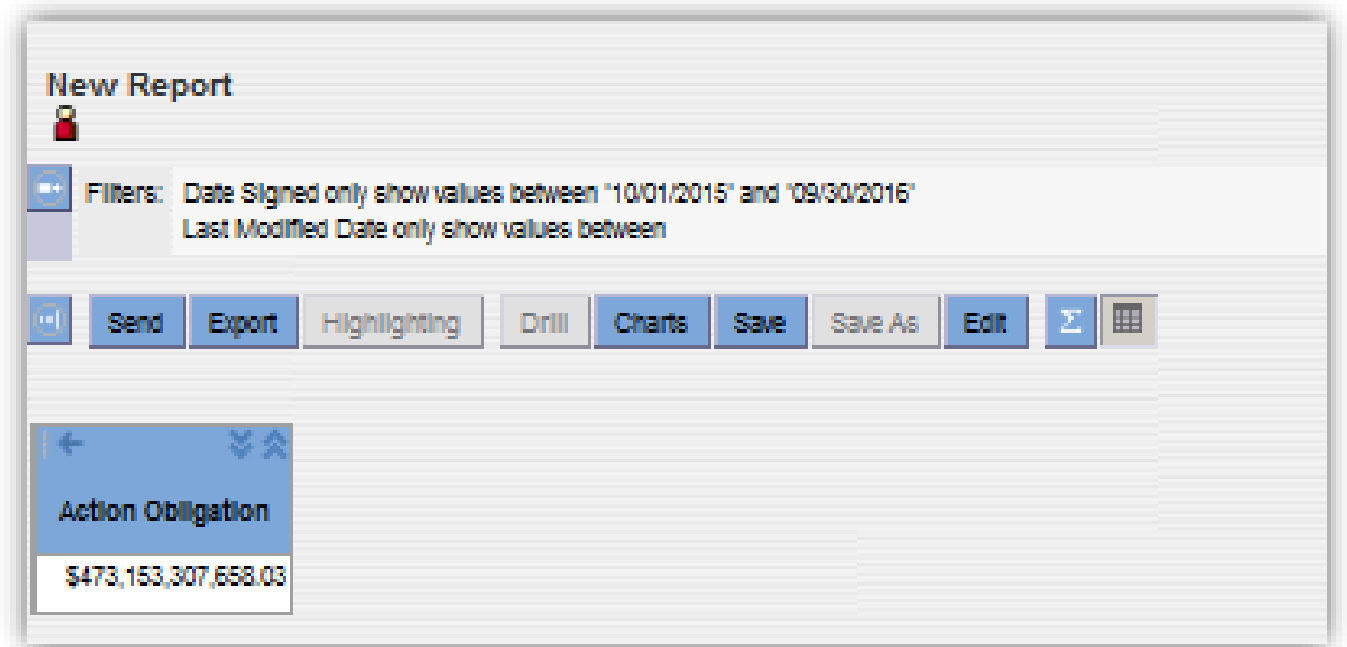 New Report
Filters: Date Signed only show values between "10/01/2015" and "09/30/2016"
Last Modified Date only show values between
Send Export Highlighting Drill Charts Save Save As Edit Σ
Action Obligation
$473,153,307,658.03